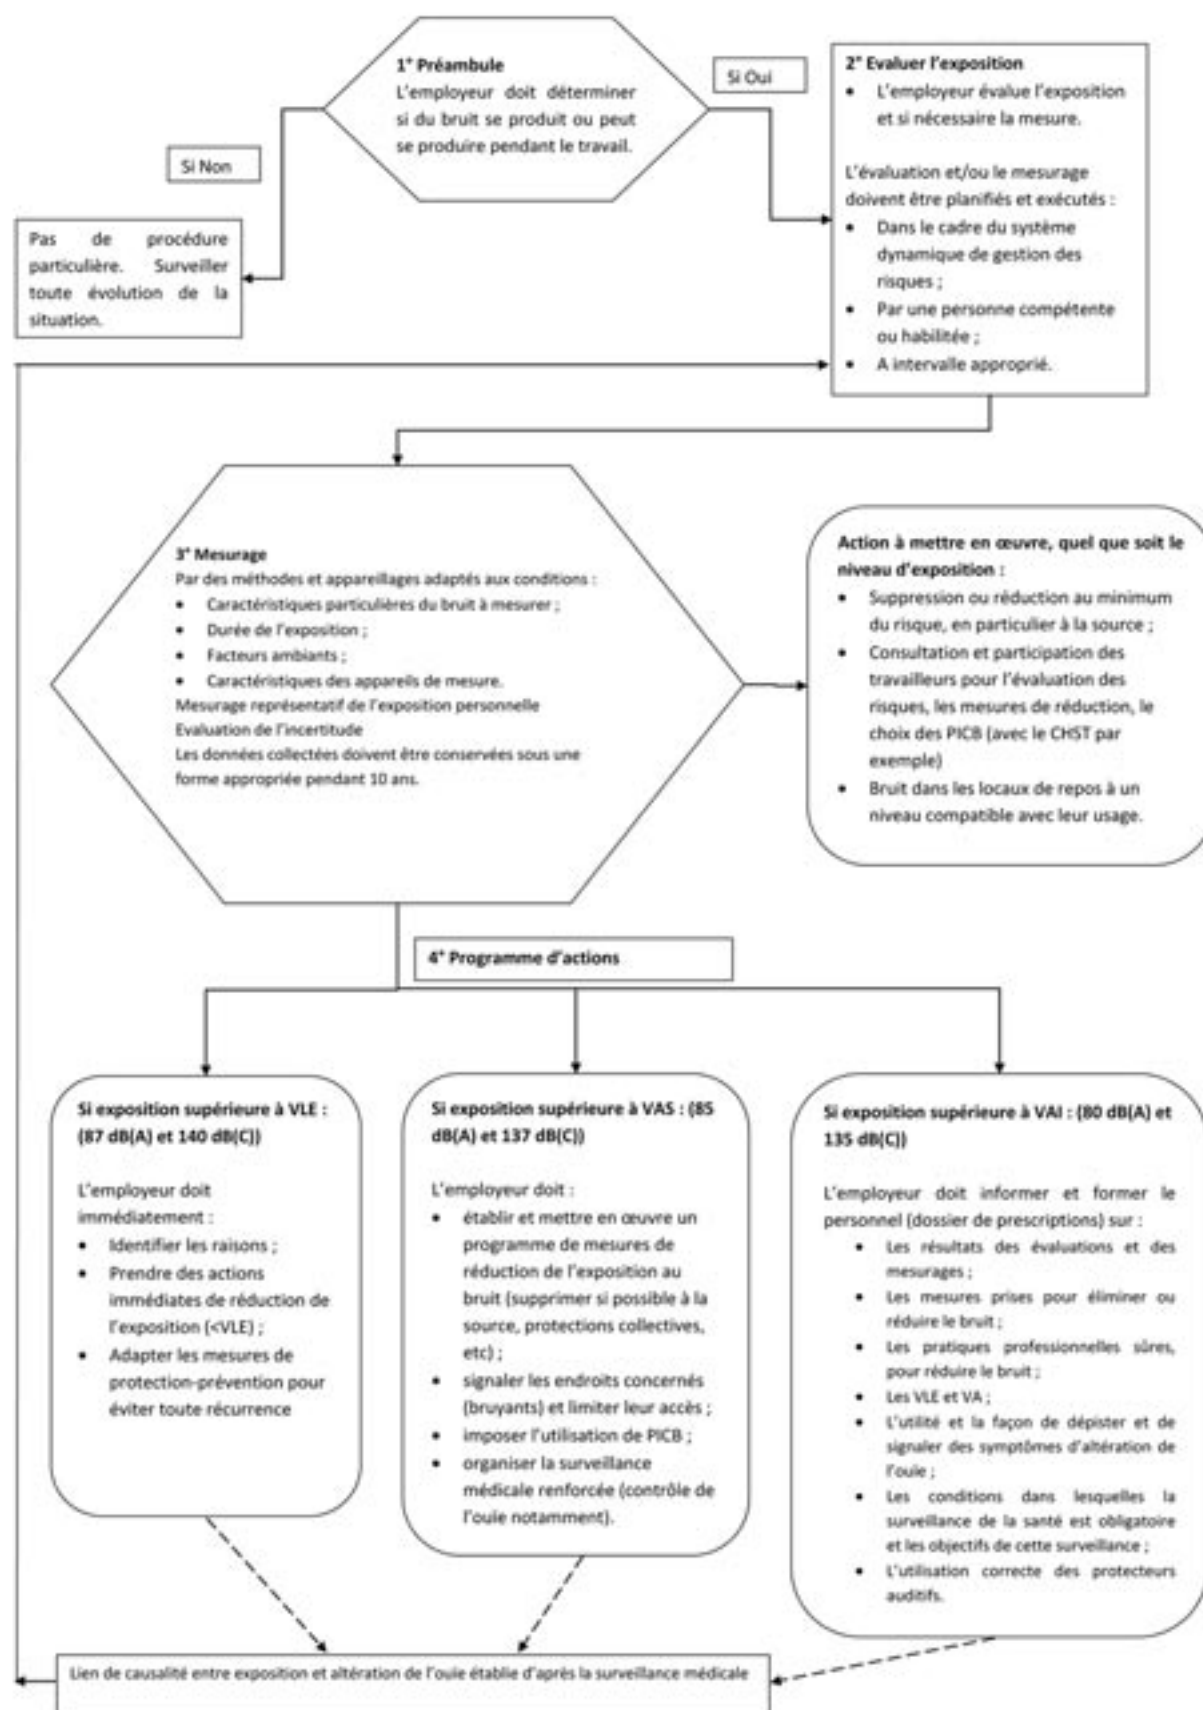 1° Préambule
L'employeur doit déterminer
si du bruit se produit ou peut
se produire pendant le travail.
Si Oui
Si Non
Pas de procédure
particulière. Surveiller
toute évolution de la
situation.
2° Evaluer l'exposition
• L'employeur évalue l'exposition
et si nécessaire la mesure.
L'évaluation et/ou le mesurage
doivent être planifiés et exécutés :
• Dans le cadre du système
dynamique de gestion des
risques ;
• Par une personne compétente
ou habilitée ;
• A intervalle approprié.
3° Mesurage
Par des méthodes et appareillages adaptés aux conditions :
• Caractéristiques particulières du bruit à mesurer ;
• Durée de l'exposition ;
• Facteurs ambiants ;
• Caractéristiques des appareils de mesure.
Mesurage représentatif de l'exposition personnelle
Evaluation de l'incertitude
Les données collectées doivent être conservées sous une
forme appropriée pendant 10 ans.
Action à mettre en œuvre, quel que soit le
niveau d'exposition :
• Suppression ou réduction au minimum
du risque, en particulier à la source ;
• Consultation et participation des
travailleurs pour l'évaluation des
risques, les mesures de réduction, le
choix des PICB (avec le CHST par
exemple)
• Bruit dans les locaux de repos à un
niveau compatible avec leur usage.
4° Programme d'actions
Si exposition supérieure à VLE :
(87 dB(A) et 140 dB(C))
L'employeur doit
immédiatement :
• Identifier les raisons ;
• Prendre des actions
immédiates de réduction de
l'exposition (<VLE) ;
• Adapter les mesures de
protection-prévention pour
éviter toute récurrence
Si exposition supérieure à VAS : (85
dB(A) et 137 dB(C))
L'employeur doit :
• établir et mettre en œuvre un
programme de mesures de
réduction de l'exposition au
bruit (supprimer si possible à la
source, protections collectives,
etc) ;
• signaler les endroits concernés
(bruyants) et limiter leur accès ;
• imposer l'utilisation de PICB ;
• organiser la surveillance
médicale renforcée (contrôle de
l'ouie notamment).
Si exposition supérieure à VAI : (80 dB(A) et
135 dB(C))
L'employeur doit informer et former le
personnel (dossier de prescriptions) sur :
• Les résultats des évaluations et des
mesurages ;
• Les mesures prises pour éliminer ou
réduire le bruit ;
• Les pratiques professionnelles sûres,
pour réduire le bruit ;
• Les VLE et VA ;
• L'utilité et la façon de dépister et de
signaler des symptômes d'altération de
l'ouie ;
• Les conditions dans lesquelles la
surveillance de la santé est obligatoire
et les objectifs de cette surveillance ;
• L'utilisation correcte des protecteurs
auditifs.
Lien de causalité entre exposition et altération de l'ouie établie d'après la surveillance médicale